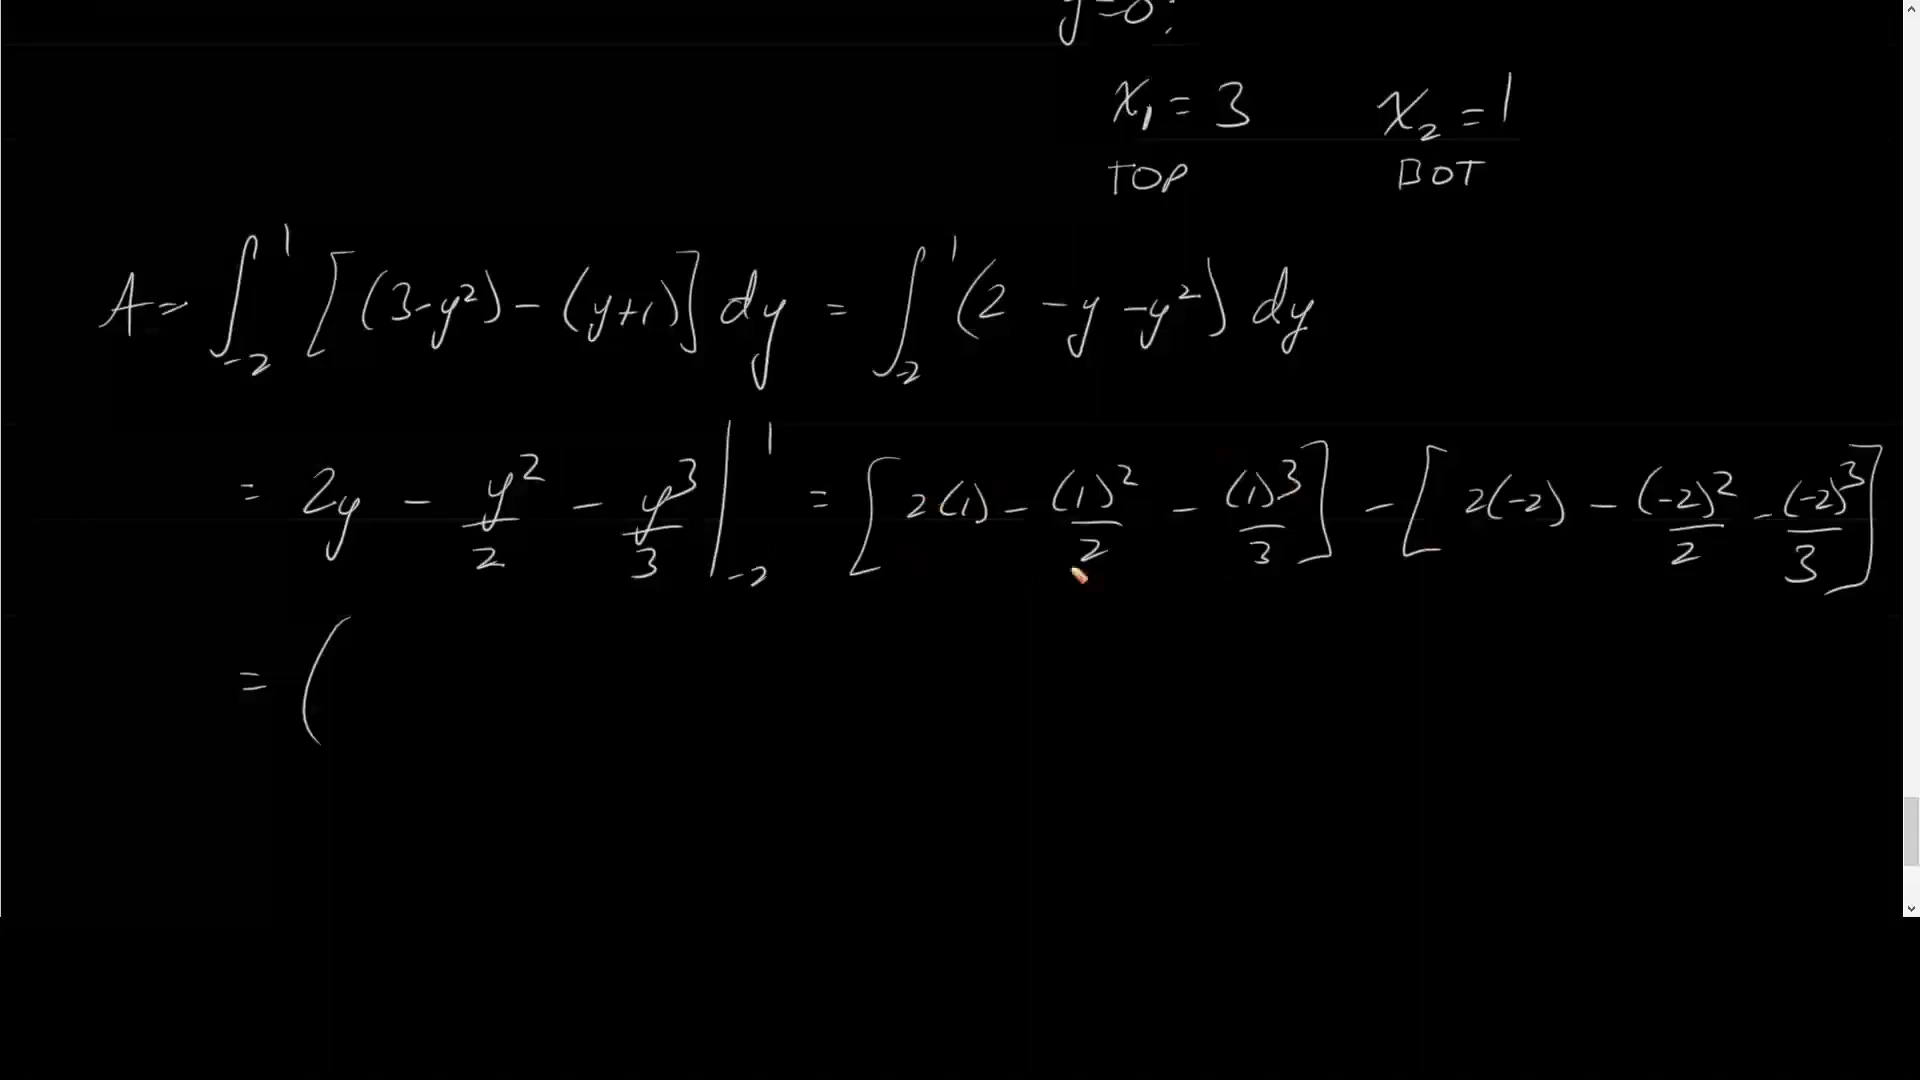 y=0:
x₁ = 3 x₂ = 1
TOP BOT
A = ∫₋₂¹ [(3-y²) - (y+1)] dy = ∫₋₂¹ (2 - y - y²) dy
= 2y - y²/2 - y³/3 |₋₂¹ = [2(1) - (1)²/2 - (1)³/3] - [2(-2) - (-2)²/2 - (-2)³/3]
= (